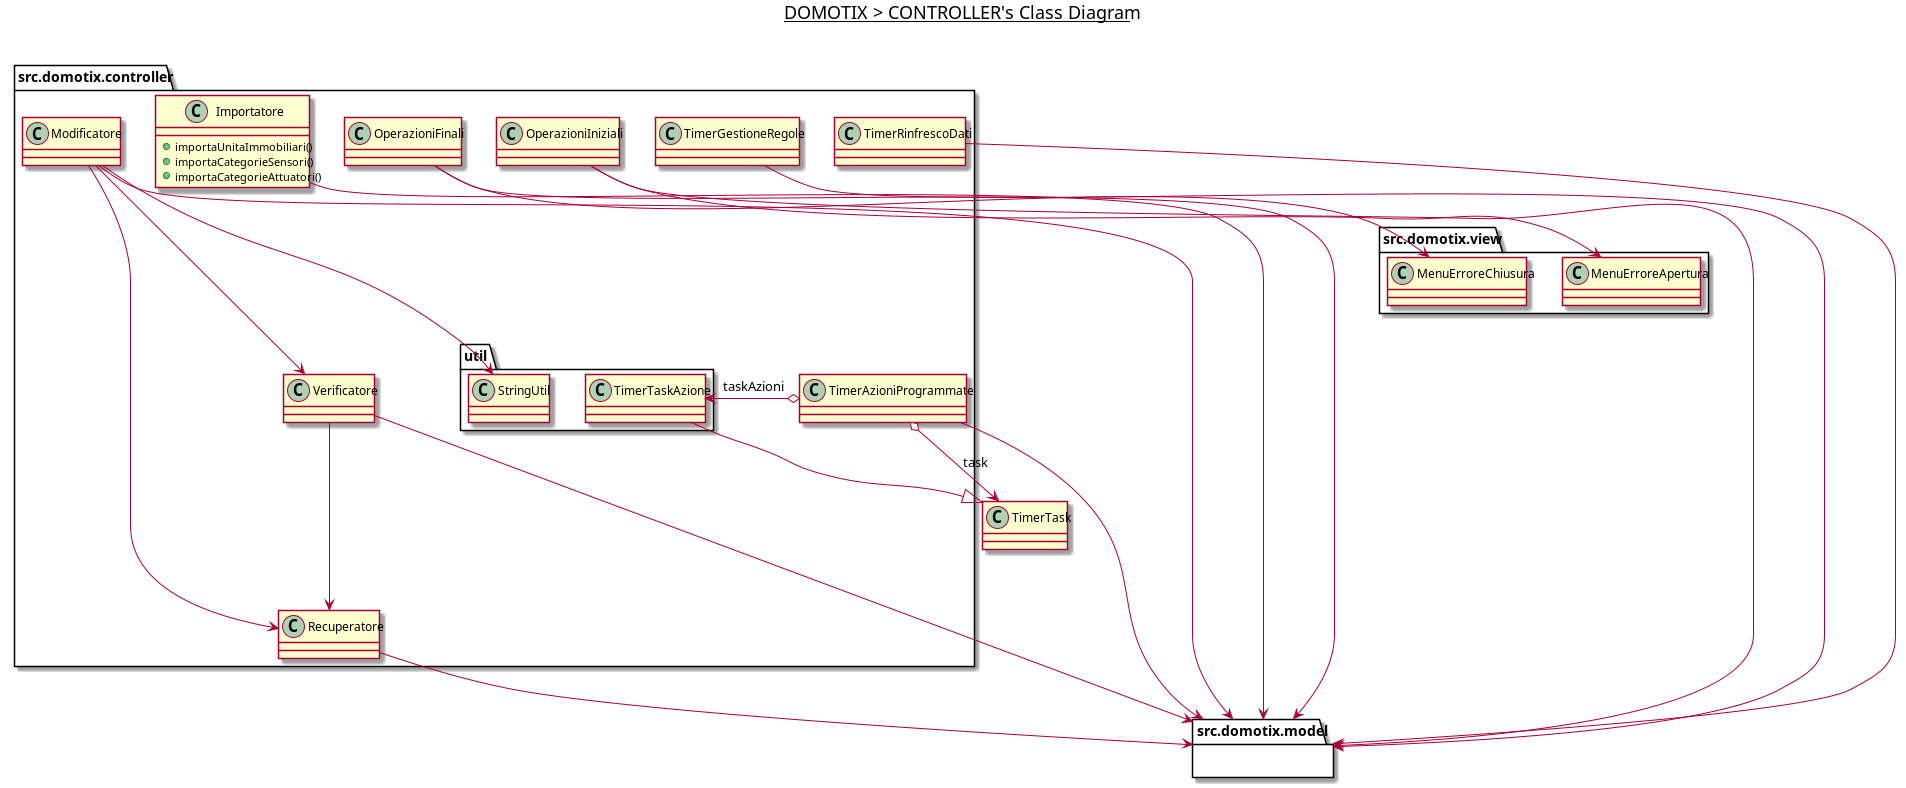 DOMOTIX > CONTROLLER's Class Diagram
src.domotix.controller
C Modificatore
C Importatore
importaUnitaImmobiliari()
importaCategorieSensori()
importaCategorieAttuatori()
C OperazioniFinali
C OperazioniIniziali
C TimerGestioneRegole
C TimerRinfrescoDati
src.domotix.view
C MenuErroreChiusura
C MenuErroreApertura
util
C Verificatore
C StringUtil
C TimerTaskAzione
taskAzioni
C TimerAzioniProgrammate
task
C TimerTask
C Recuperatore
src.domotix.model